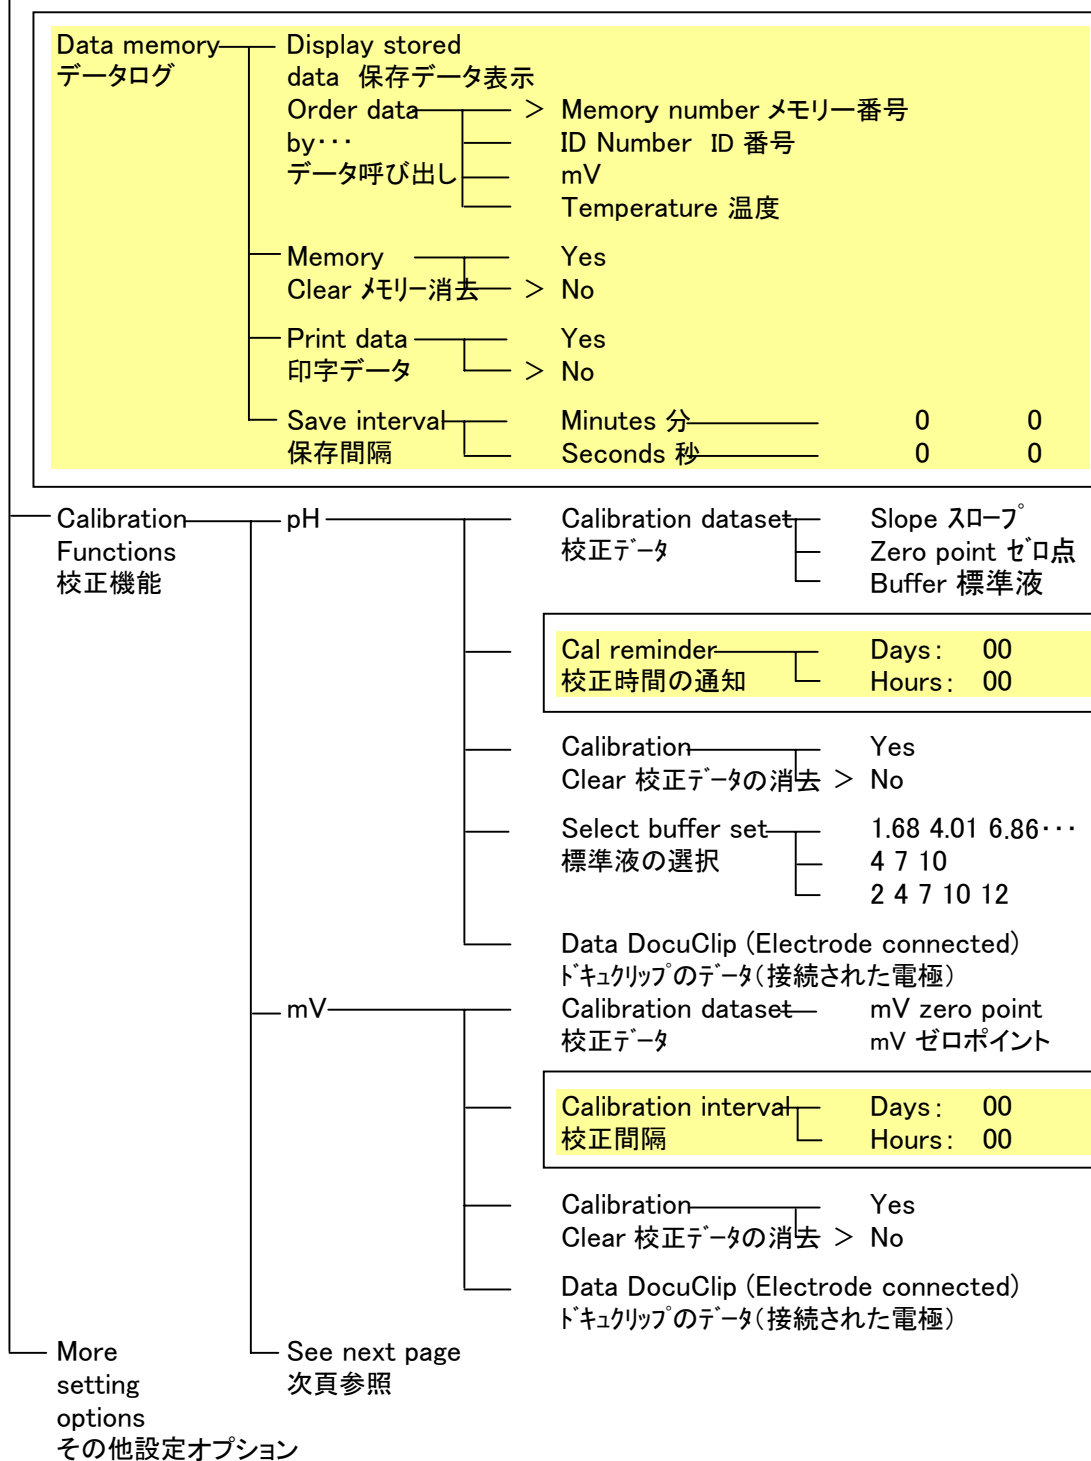 Data memory Display stored
データログ data 保存データ表示
Order data > Memory number メモリー番号
by･･･ ID Number ID 番号
データ呼び出し mV
Temperature 温度
Memory Yes
Clear ﾒﾓﾘｰ消去 > No
Print data Yes
印字データ > No
Save interval Minutes 分 0 0
保存間隔 Seconds 秒 0 0
Calibration pH Calibration dataset Slope ｽﾛｰﾌﾟ
Functions 校正ﾃﾞｰﾀ Zero point ｾﾞﾛ点
校正機能 Buffer 標準液
Cal reminder Days： 00
校正時間の通知 Hours： 00
Calibration Yes
Clear 校正ﾃﾞｰﾀの消去 > No
Select buffer set 1.68 4.01 6.86･･･
標準液の選択 4 7 10
2 4 7 10 12
Data DocuClip (Electrode connected)
ﾄﾞｷｭｸﾘｯﾌﾟのﾃﾞｰﾀ（接続された電極）
mV Calibration dataset mV zero point
校正ﾃﾞｰﾀ mV ゼロポイント
Calibration interval Days： 00
校正間隔 Hours： 00
Calibration Yes
Clear 校正ﾃﾞｰﾀの消去 > No
Data DocuClip (Electrode connected)
ﾄﾞｷｭｸﾘｯﾌﾟのﾃﾞｰﾀ（接続された電極）
More See next page
setting 次頁参照
options
その他設定オプション